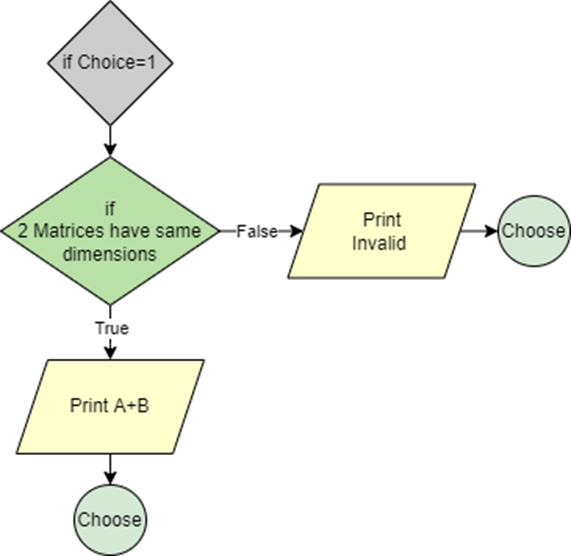 if Choice=1
if
2 Matrices have same
dimensions
False
Print
Invalid
Choose
True
Print A+B
Choose